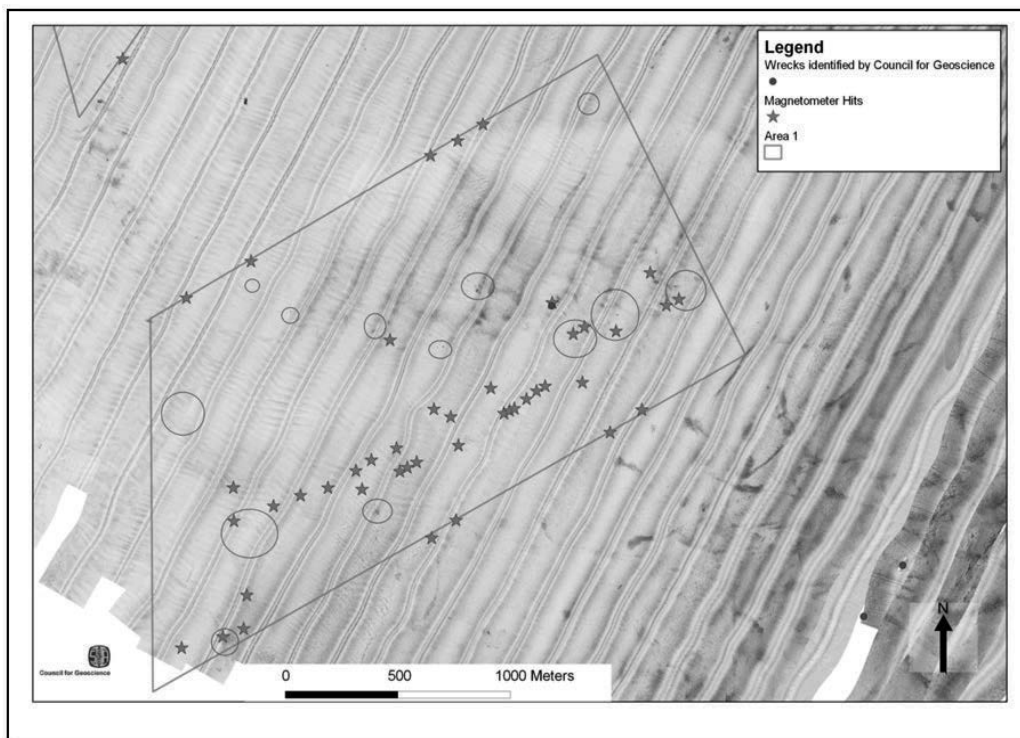 Legend
Wrecks identified by Council for Geoscience
Magnetometer Hits
Area 1
N
Council for Geoscience
0 500 1000 Meters